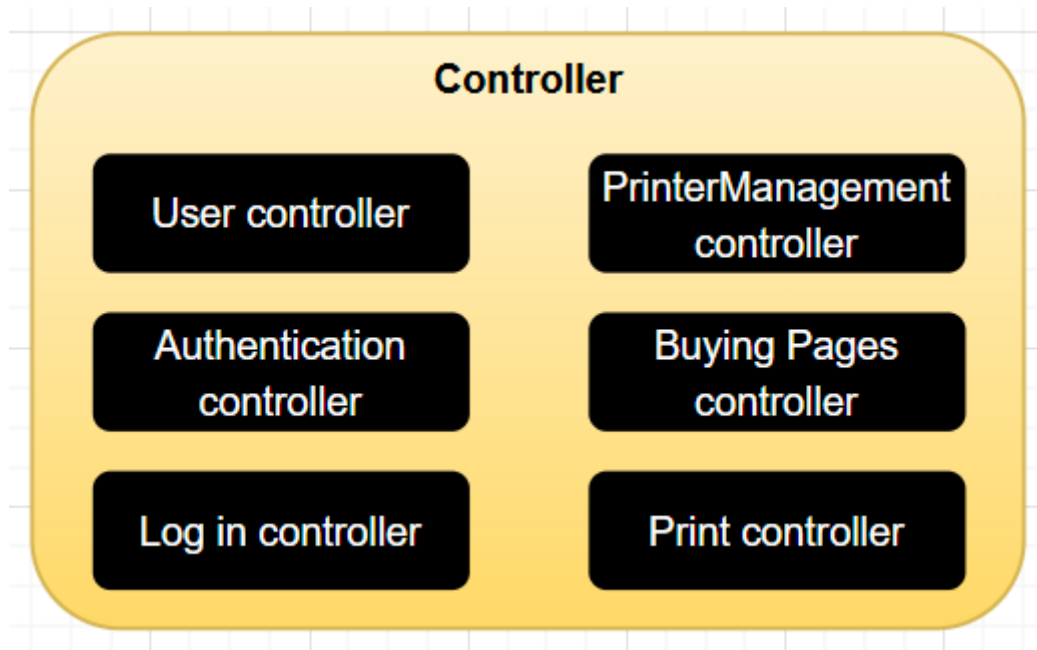 Controller
User controller
PrinterManagement
controller
Authentication
controller
Buying Pages
controller
Log in controller
Print controller